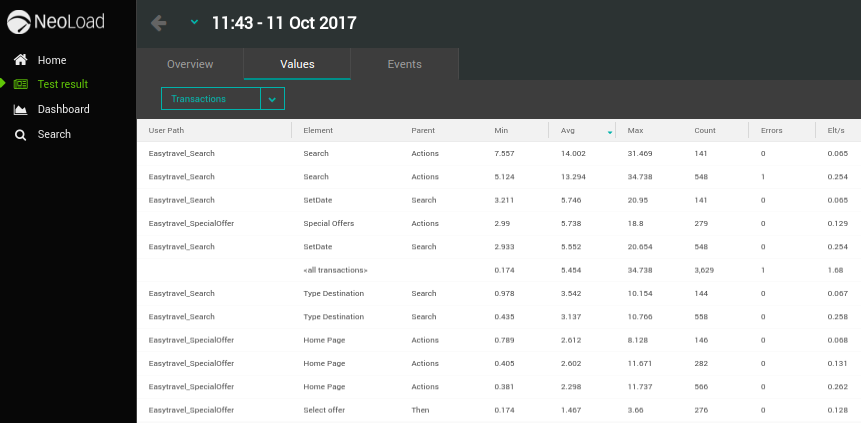 NeoLoad
11:43 - 11 Oct 2017
Home
Test result
Dashboard
Search
Overview Values Events
Transactions
User Path Element Parent Min Avg Max Count Errors Elt/s
Easytravel_Search Search Actions 7.557 14.002 31.469 141 0 0.065
Easytravel_Search Search Actions 5.124 13.294 34.738 548 1 0.254
Easytravel_Search SetDate Search 3.211 5.746 20.95 141 0 0.065
Easytravel_SpecialOffer Special Offers Actions 2.99 5.738 18.8 279 0 0.129
Easytravel_Search SetDate Search 2.933 5.552 20.654 548 0 0.254
<all transactions> 0.174 5.454 34.738 3,629 1 1.68
Easytravel_Search Type Destination Search 0.978 3.542 10.154 144 0 0.067
Easytravel_Search Type Destination Search 0.435 3.137 10.766 558 0 0.258
Easytravel_SpecialOffer Home Page Actions 0.789 2.612 8.128 146 0 0.068
Easytravel_SpecialOffer Home Page Actions 0.405 2.602 11.671 282 0 0.131
Easytravel_SpecialOffer Home Page Actions 0.381 2.298 11.737 566 0 0.262
Easytravel_SpecialOffer Select offer Then 0.174 1.467 3.66 276 0 0.128